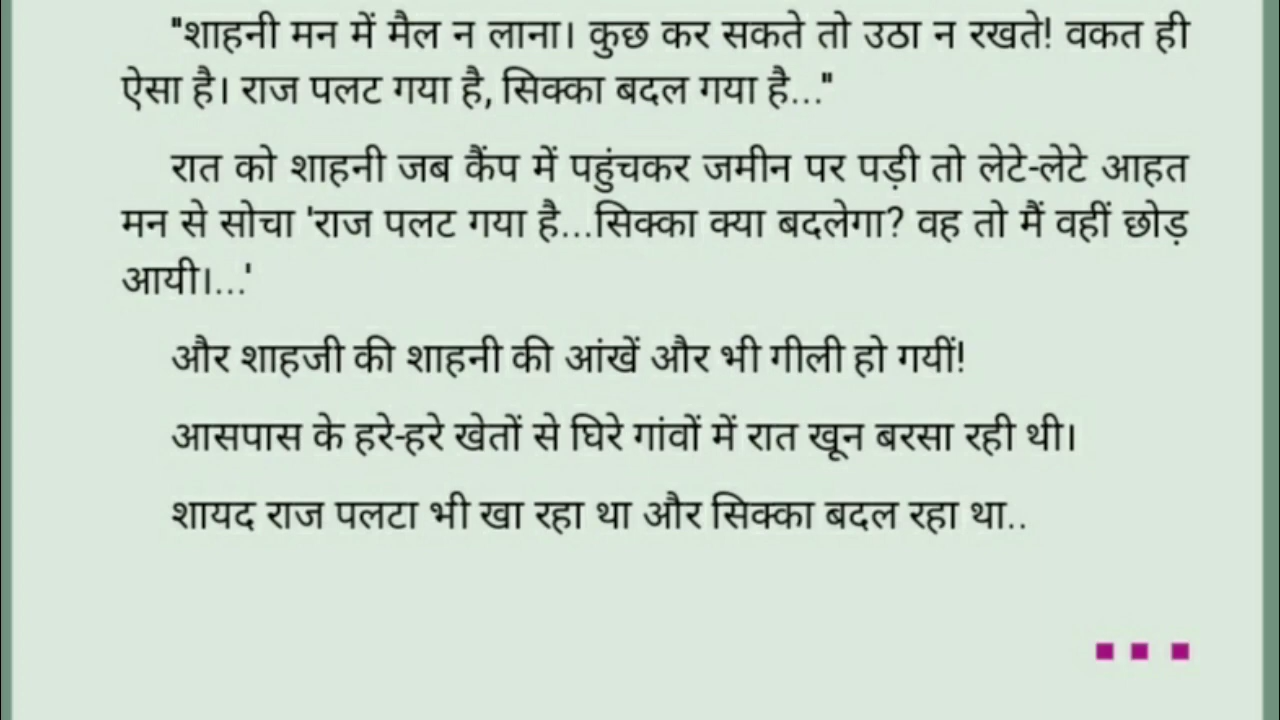 "शाहनी मन में मैल न लाना। कुछ कर सकते तो उठा न रखते! वकत ही
ऐसा है। राज पलट गया है, सिक्का बदल गया है..."
रात को शाहनी जब कैंप में पहुंचकर जमीन पर पड़ी तो लेटे-लेटे आहत
मन से सोचा 'राज पलट गया है...सिक्का क्या बदलेगा? वह तो मैं वहीं छोड़
आयी।...'
और शाहजी की शाहनी की आंखें और भी गीली हो गयीं!
आसपास के हरे-हरे खेतों से घिरे गांवों में रात खून बरसा रही थी।
शायद राज पलटा भी खा रहा था और सिक्का बदल रहा था..